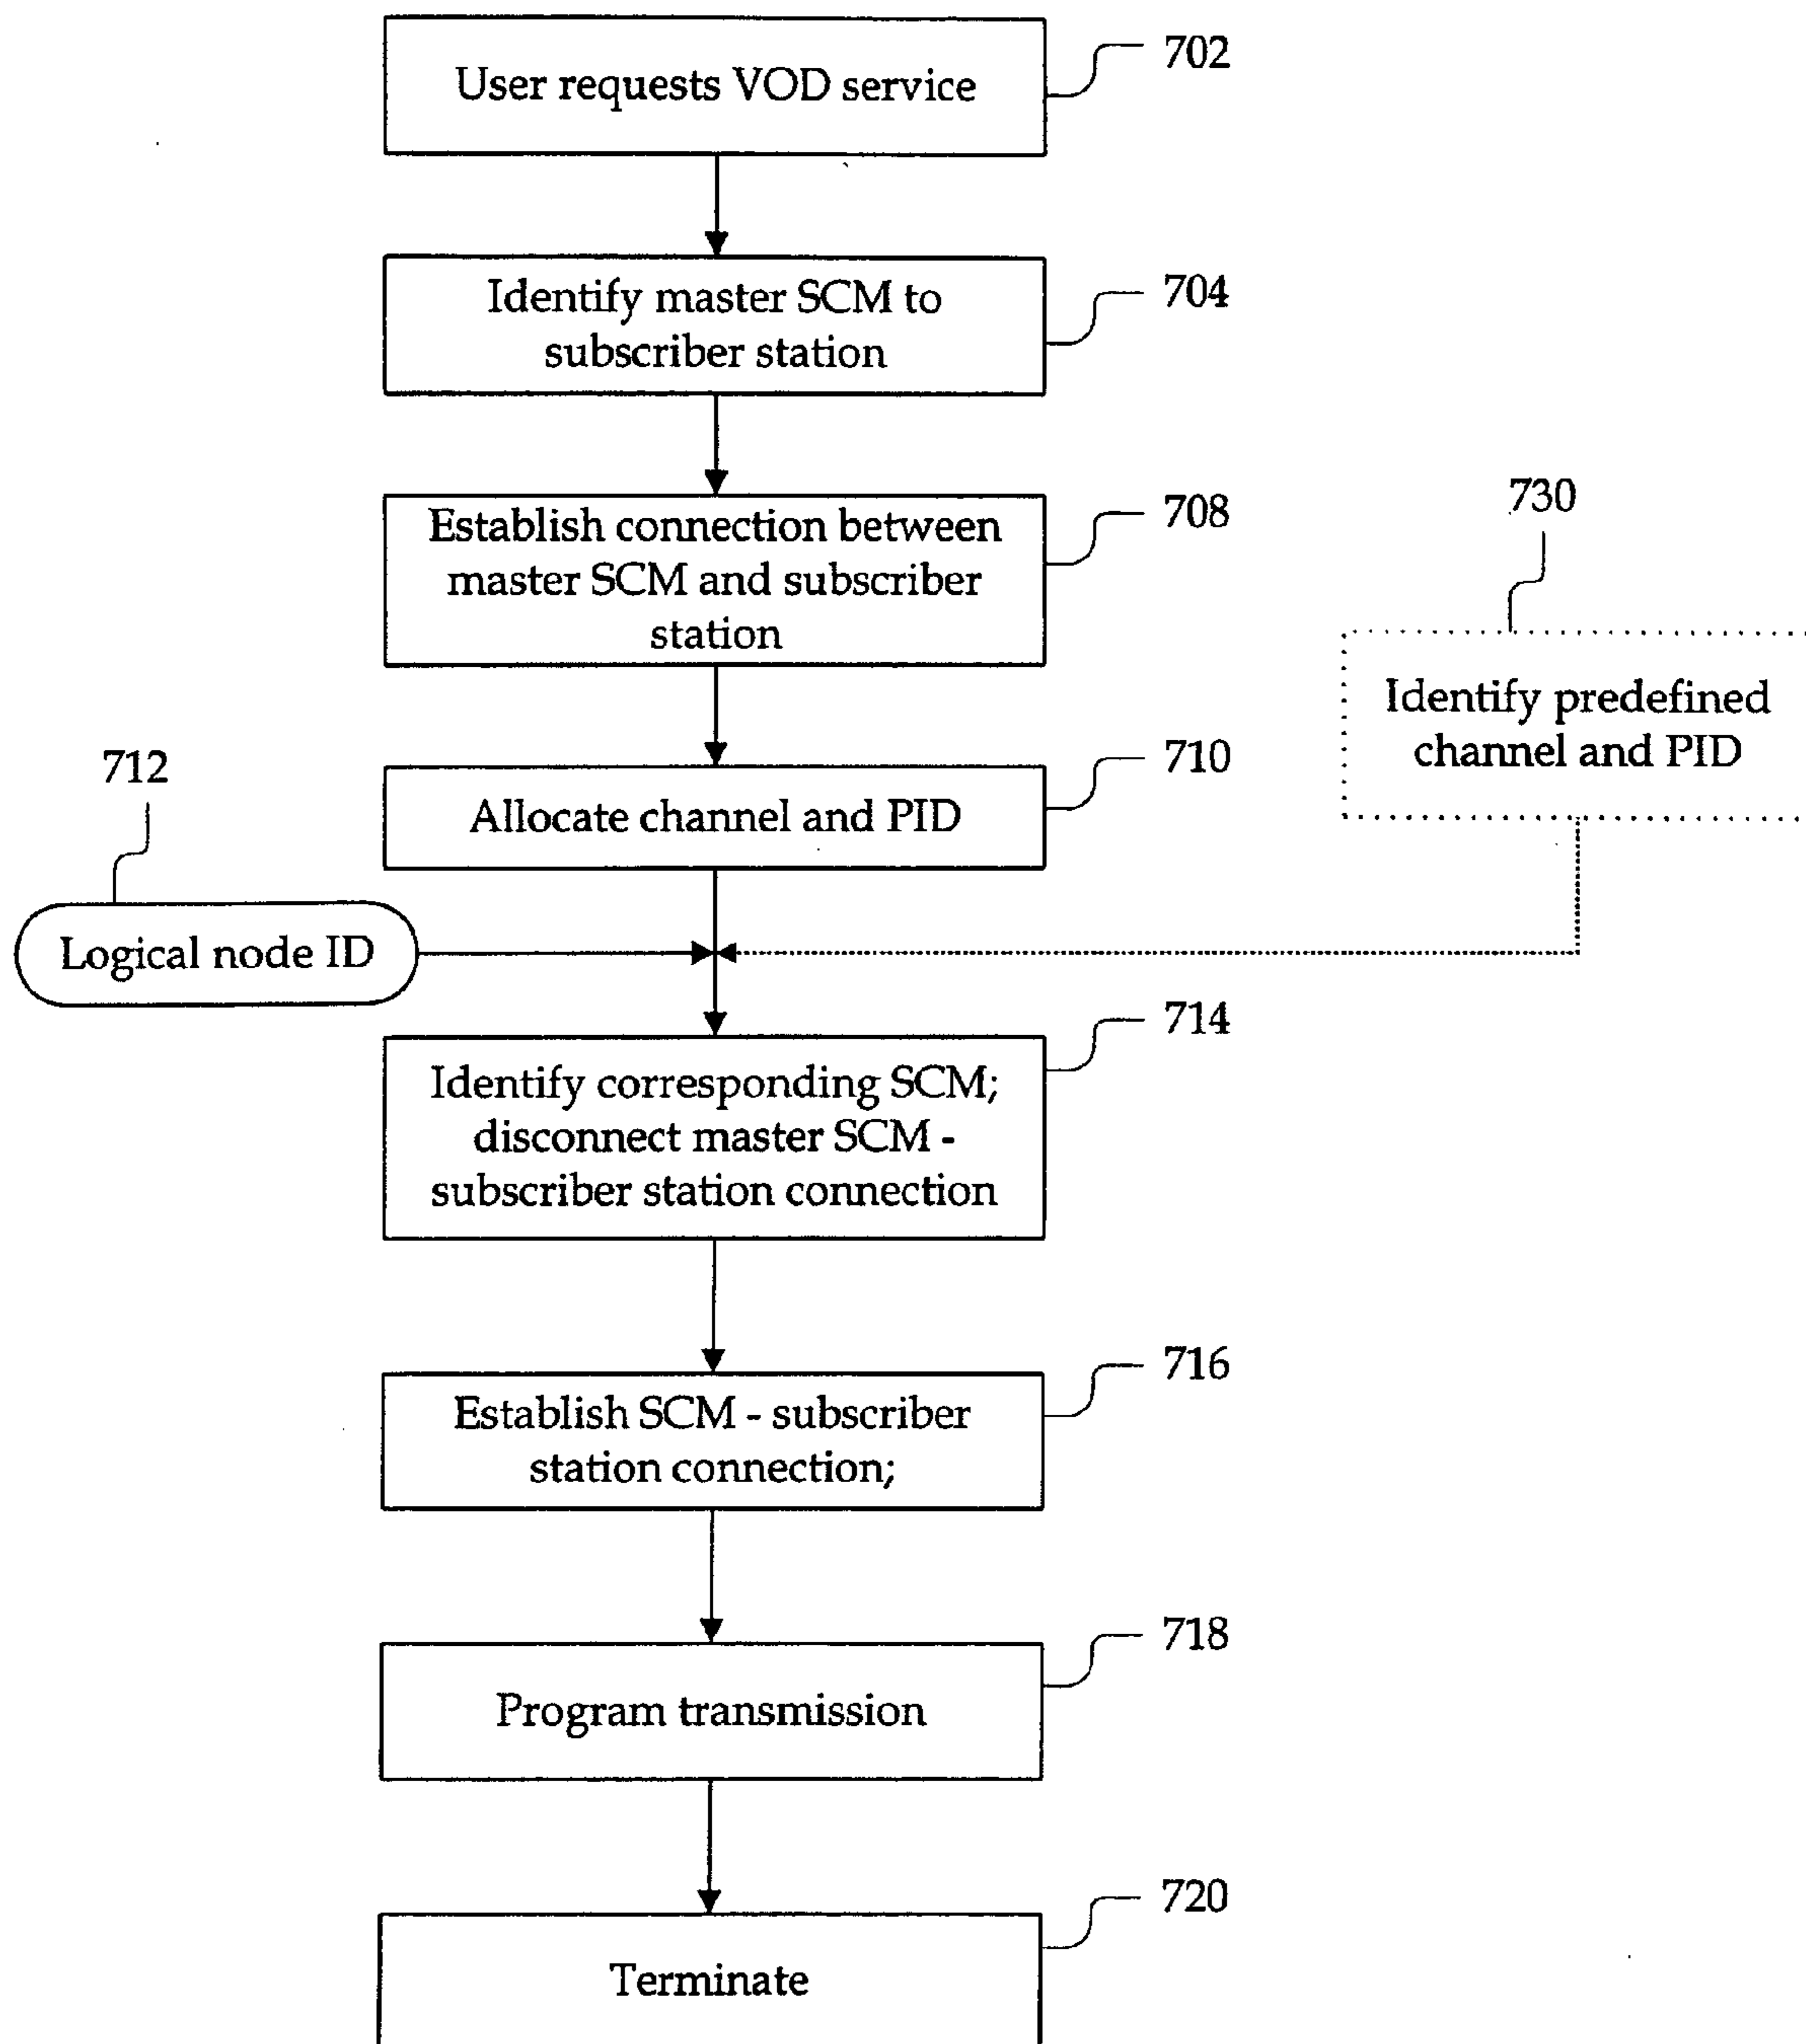 User requests VOD service
702
Identify master SCM to
subscriber station
704
Establish connection between
master SCM and subscriber
station
708
730
Identify predefined
channel and PID
712
Allocate channel and PID
710
Logical node ID
714
Identify corresponding SCM;
disconnect master SCM -
subscriber station connection
716
Establish SCM - subscriber
station connection;
718
Program transmission
720
Terminate